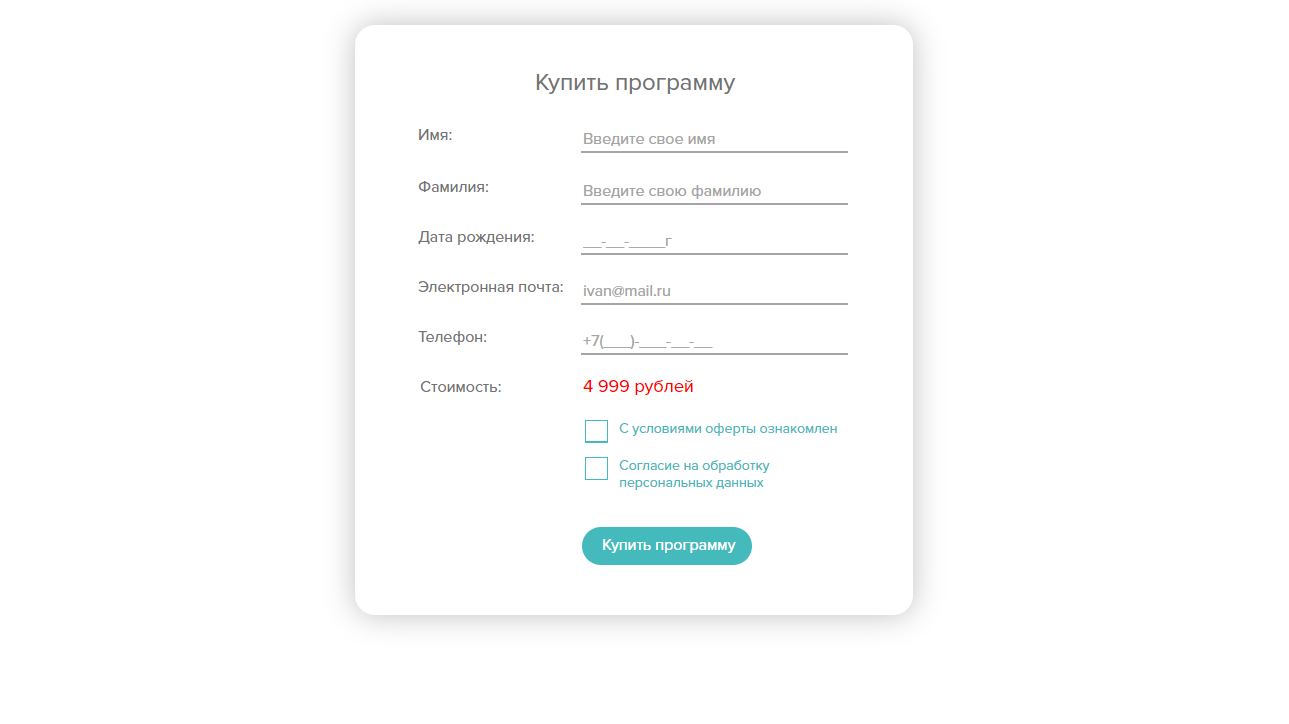 Купить программу
Имя: Введите свое имя
Фамилия: Введите свою фамилию
Дата рождения: __-__-____г
Электронная почта: ivan@mail.ru
Телефон: +7(___)-___-__-__
Стоимость: 4 999 рублей
С условиями оферты ознакомлен
Согласие на обработку
персональных данных
Купить программу